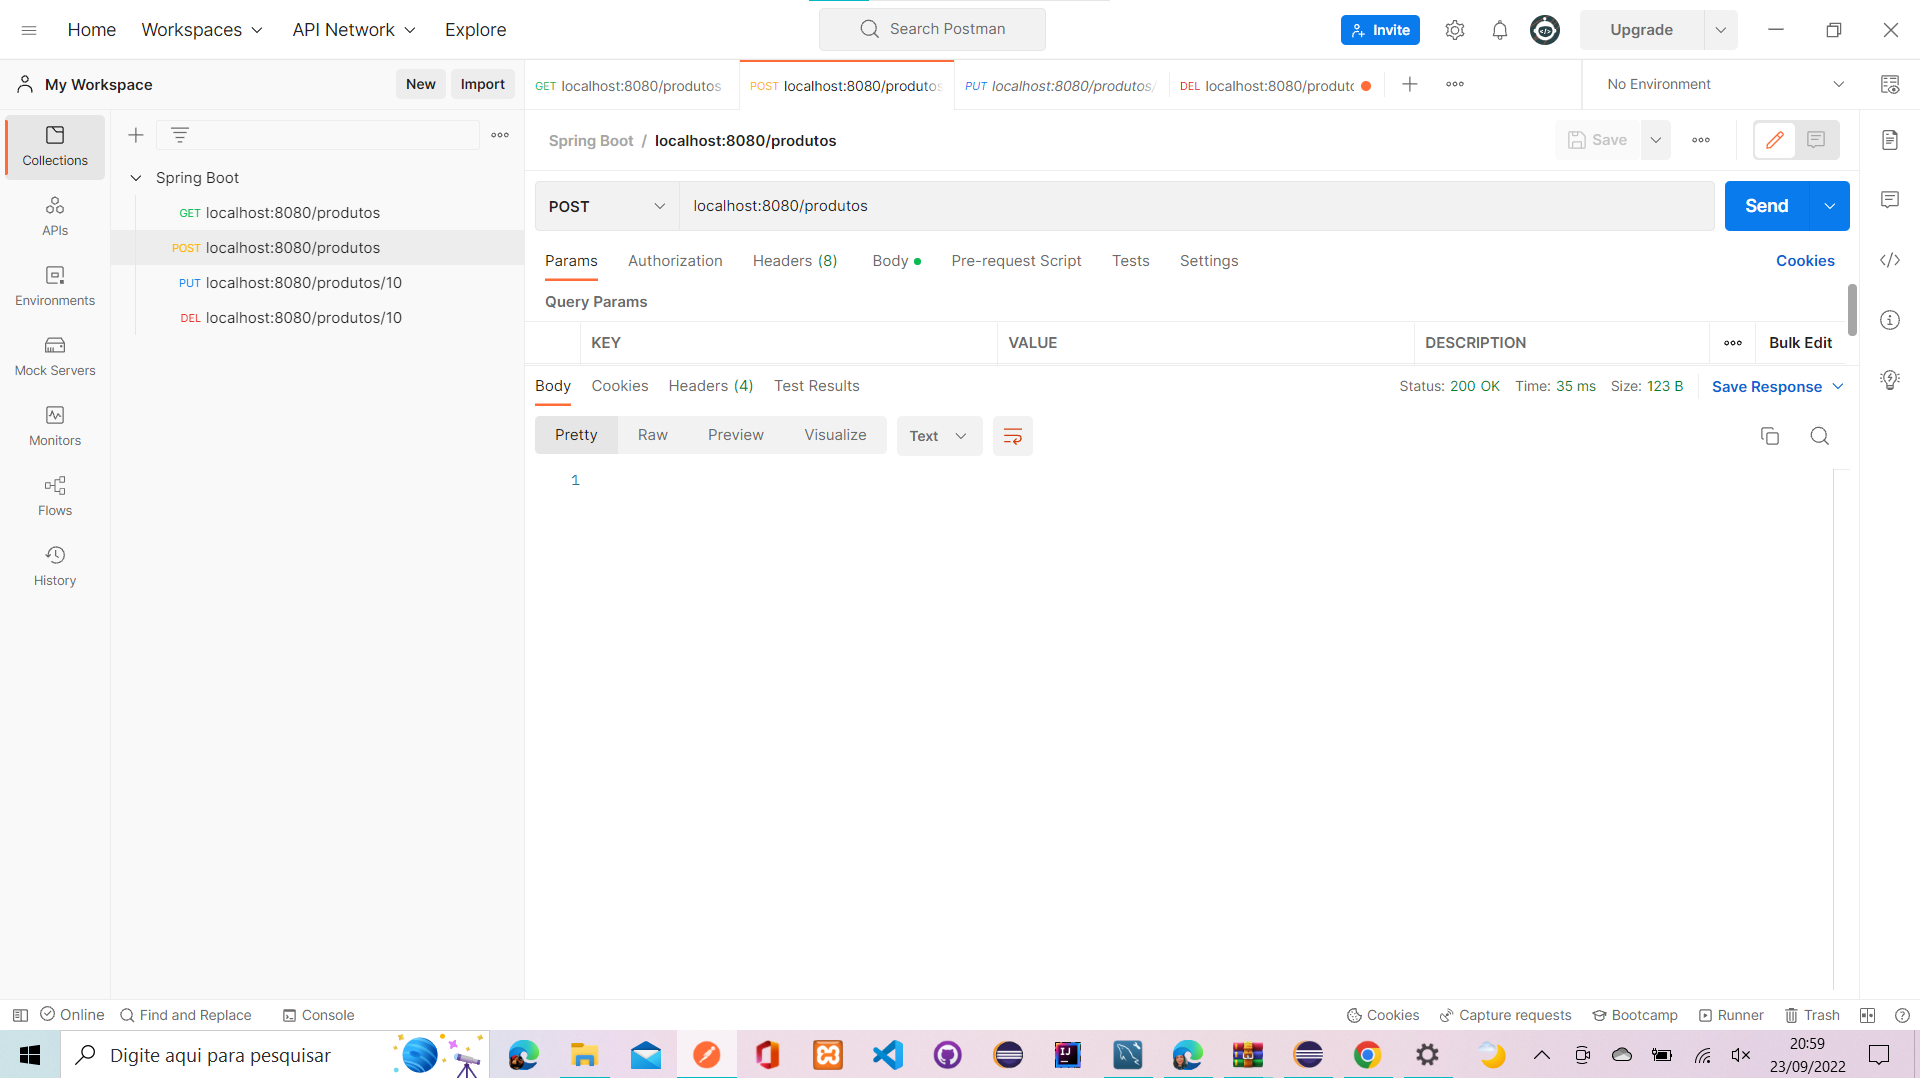 Home Workspaces API Network Explore Search Postman Invite Upgrade
My Workspace New Import GET localhost:8080/produtos POST localhost:8080/produtos PUT localhost:8080/produtos/ DEL localhost:8080/produto No Environment
Collections
APIs
Environments
Mock Servers
Monitors
Flows
History
Spring Boot
GET localhost:8080/produtos
POST localhost:8080/produtos
PUT localhost:8080/produtos/10
DEL localhost:8080/produtos/10
Spring Boot / localhost:8080/produtos Save
POST localhost:8080/produtos Send
Params Authorization Headers (8) Body Pre-request Script Tests Settings Cookies
Query Params
KEY VALUE DESCRIPTION Bulk Edit
Body Cookies Headers (4) Test Results Status: 200 OK Time: 35 ms Size: 123 B Save Response
Pretty Raw Preview Visualize Text
1
Online Find and Replace Console Cookies Capture requests Bootcamp Runner Trash
Digite aqui para pesquisar
20:59
23/09/2022